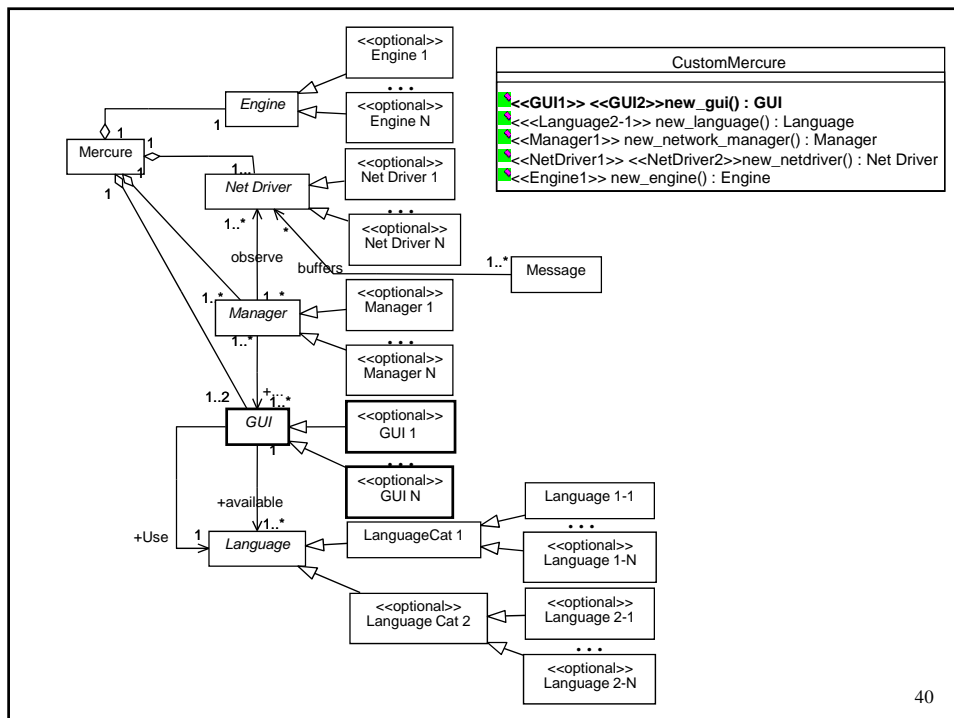 <<optional>>
Engine 1
...
Engine
<<optional>>
Engine N
1
1
Mercure
1
1
1
1...
Net Driver
<<optional>>
Net Driver 1
...
<<optional>>
Net Driver N
1..*
*
observe
buffers
1..*
Message
1..*
1..*
Manager
<<optional>>
Manager 1
...
<<optional>>
Manager N
1..*
+...
1..2
1..*
GUI
<<optional>>
GUI 1
...
<<optional>>
GUI N
1
+available
+Use
1
1..*
Language
LanguageCat 1
Language 1-1
...
<<optional>>
Language 1-N
<<optional>>
Language Cat 2
<<optional>>
Language 2-1
...
<<optional>>
Language 2-N
CustomMercure
<<GUI1>> <<GUI2>>new_gui() : GUI
<<<Language2-1>> new_language() : Language
<<Manager1>> new_network_manager() : Manager
<<NetDriver1>> <<NetDriver2>>new_netdriver() : Net Driver
<<Engine1>> new_engine() : Engine
40